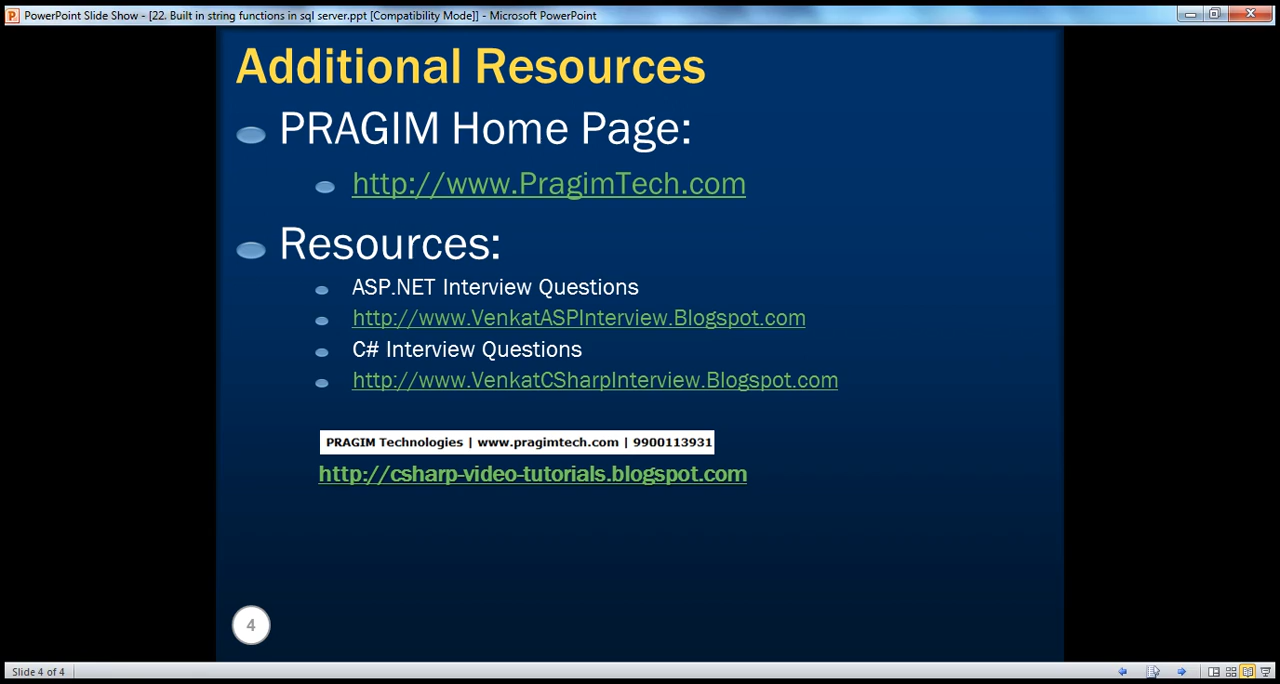 PowerPoint Slide Show - [22. Built in string functions in sql server.ppt [Compatibility Mode]] - Microsoft PowerPoint
Additional Resources
PRAGIM Home Page:
http://www.PragimTech.com
Resources:
ASP.NET Interview Questions
http://www.VenkatASPInterview.Blogspot.com
C# Interview Questions
http://www.VenkatCSharpInterview.Blogspot.com
PRAGIM Technologies | www.pragimtech.com | 9900113931
http://csharp-video-tutorials.blogspot.com
4
Slide 4 of 4